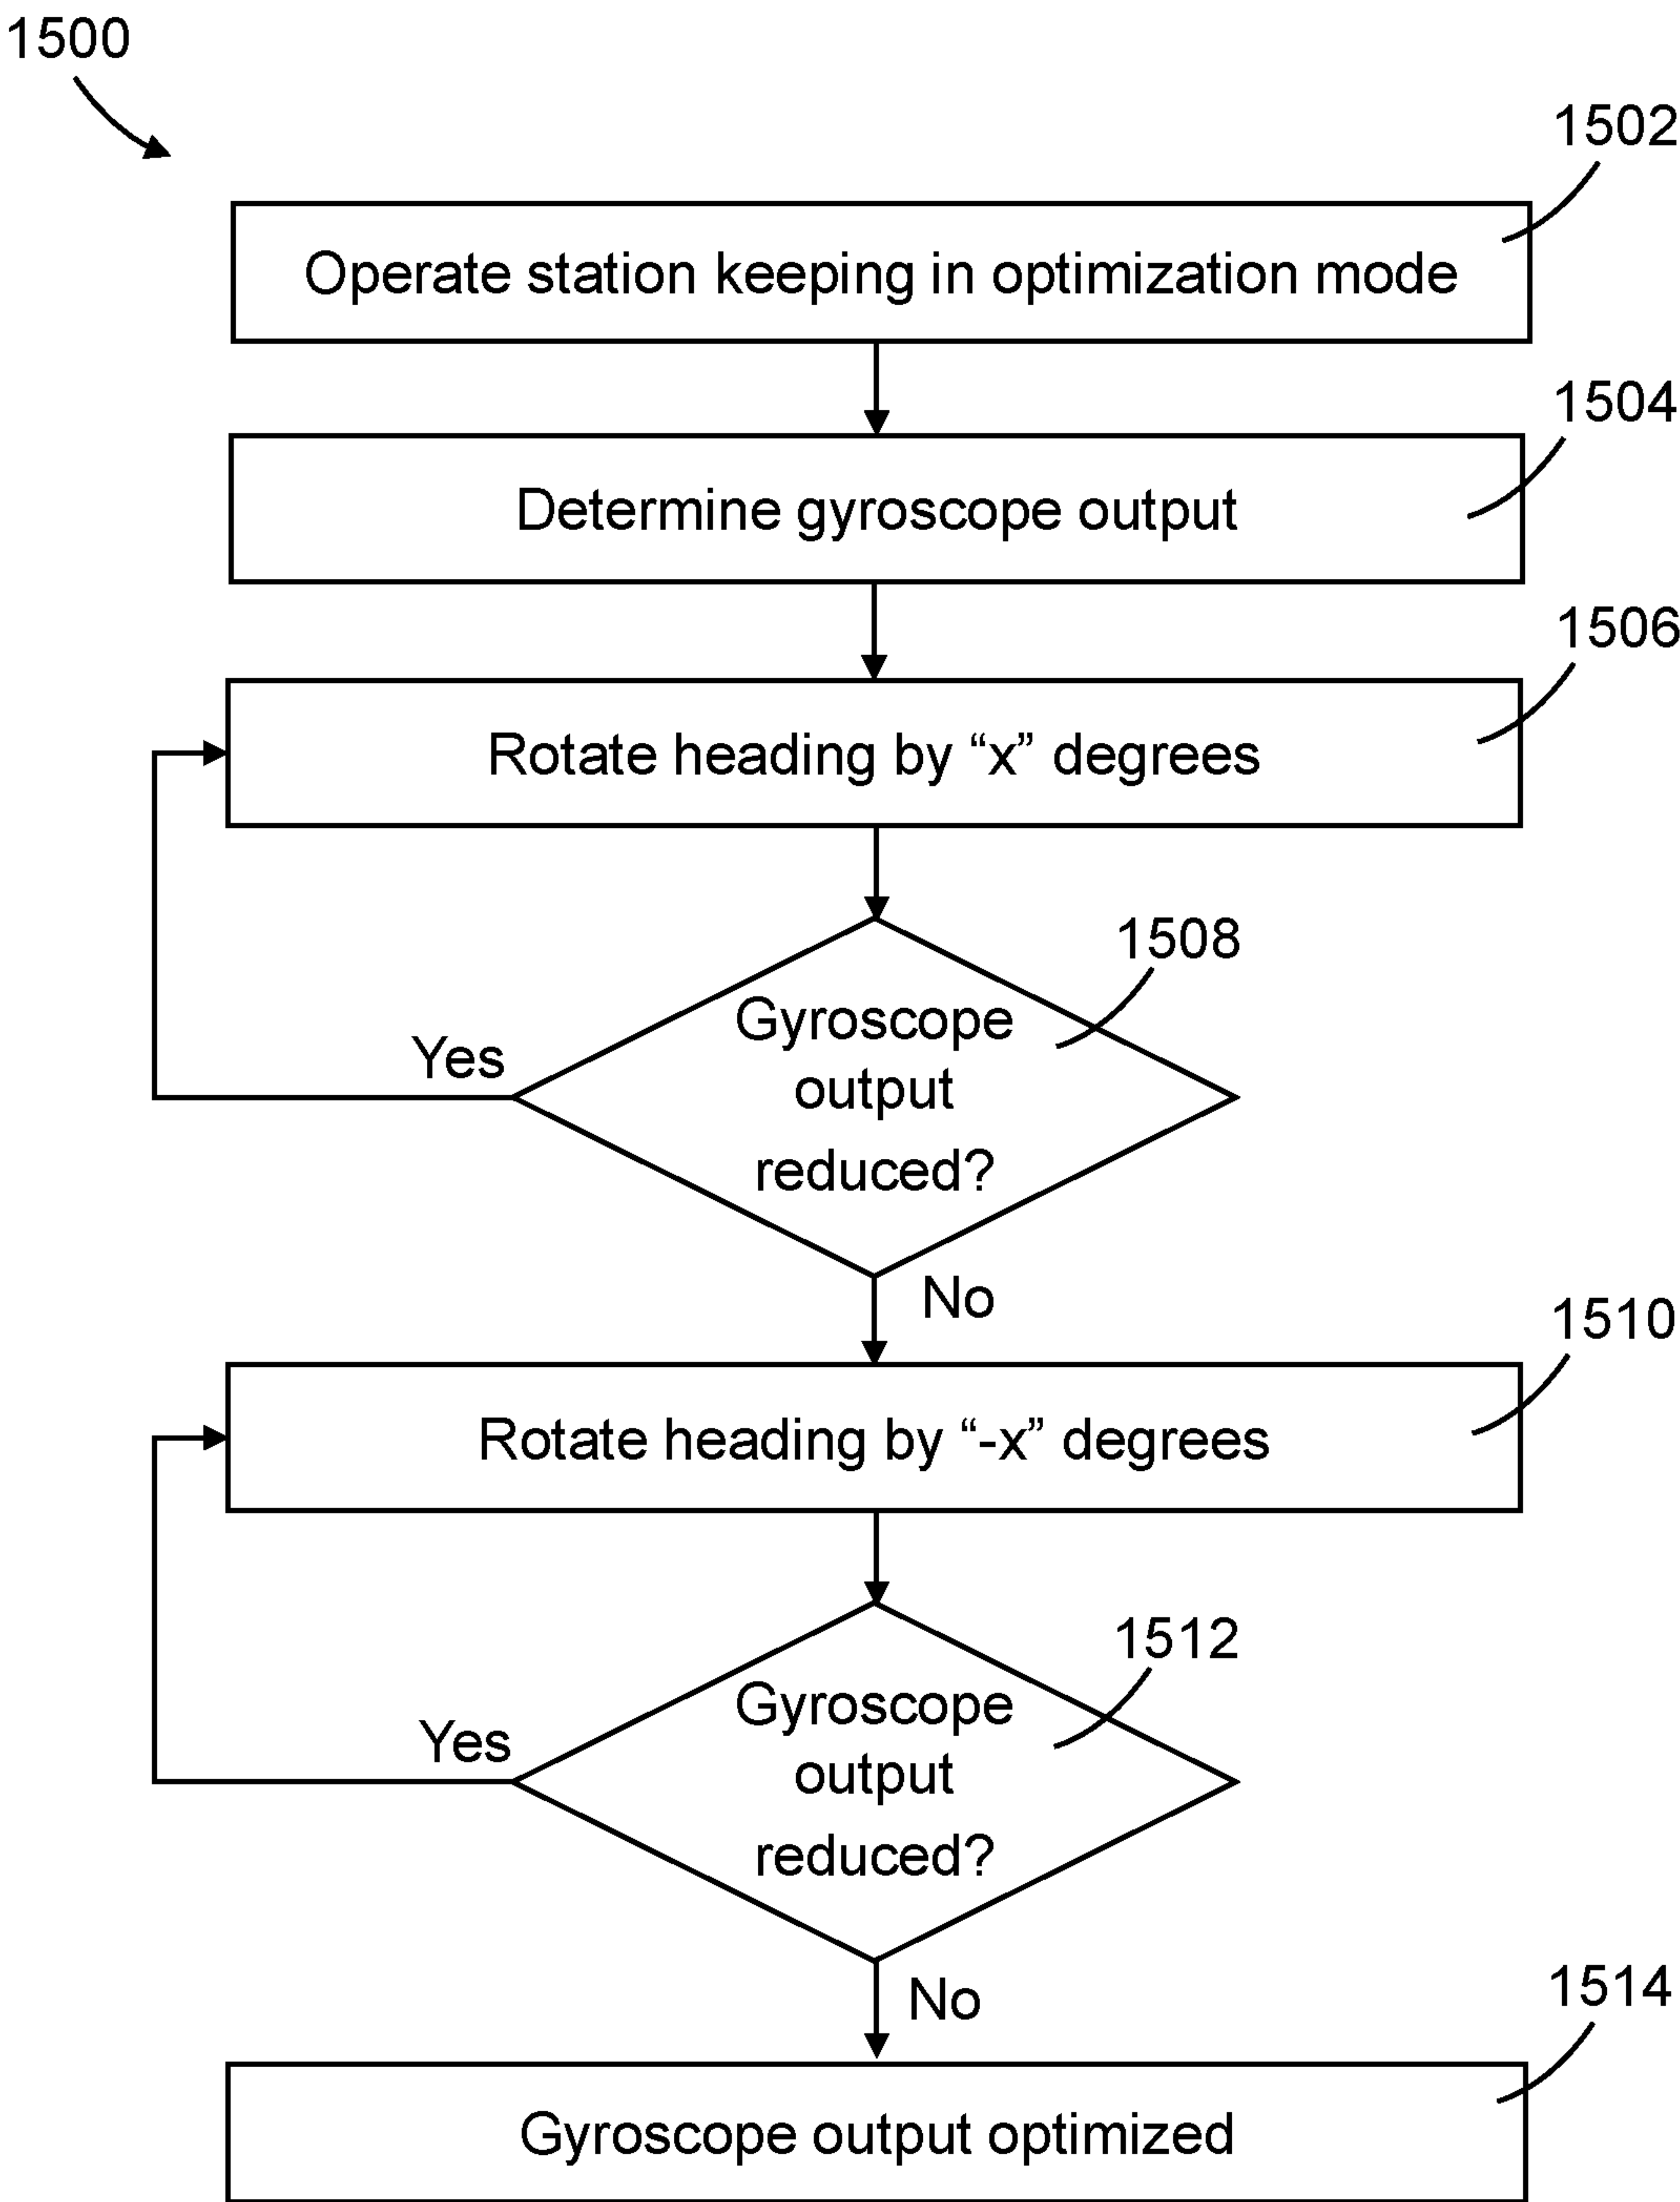 1500
1502
Operate station keeping in optimization mode
1504
Determine gyroscope output
1506
Rotate heading by “x” degrees
1508
Gyroscope
output
reduced?
Yes
No
1510
Rotate heading by “-x” degrees
1512
Gyroscope
output
reduced?
Yes
No
1514
Gyroscope output optimized